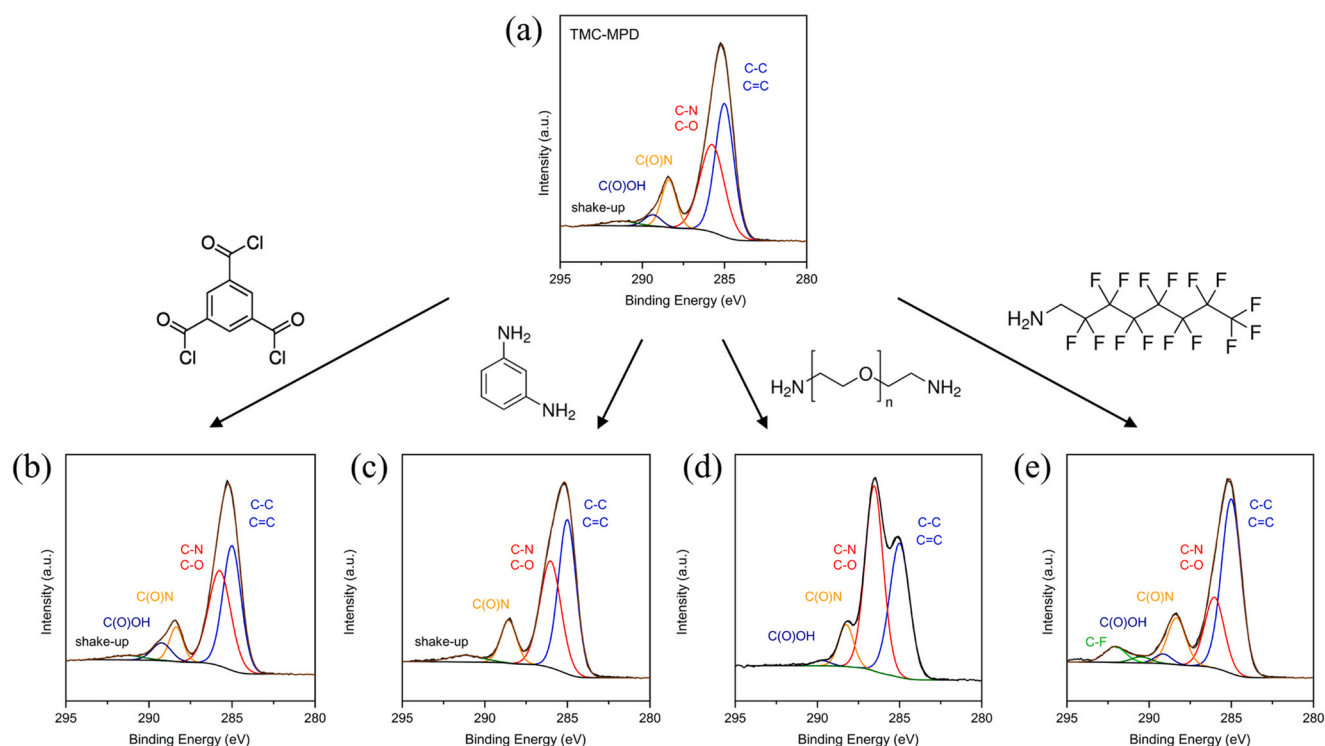 (a)
TMC-MPD
C-C
C=C
C-N
C-O
C(O)N
C(O)OH
shake-up
Intensity (a.u.)
295 290 285 280
Binding Energy (eV)
O Cl
O
O
Cl Cl
NH2
NH2
H2N O NH2
n
F F F F F F
F
H2N F
F F F F F F F
(b)
C-C
C=C
C-N
C-O
C(O)N
C(O)OH
shake-up
Intensity (a.u.)
295 290 285 280
Binding Energy (eV)
(c)
C-C
C=C
C-N
C-O
C(O)N
shake-up
Intensity (a.u.)
295 290 285 280
Binding Energy (eV)
(d)
C-C
C=C
C-N
C-O
C(O)N
C(O)OH
Intensity (a.u.)
295 290 285 280
Binding Energy (eV)
(e)
C-C
C=C
C-N
C-O
C(O)N
C(O)OH
C-F
Intensity (a.u.)
295 290 285 280
Binding Energy (eV)